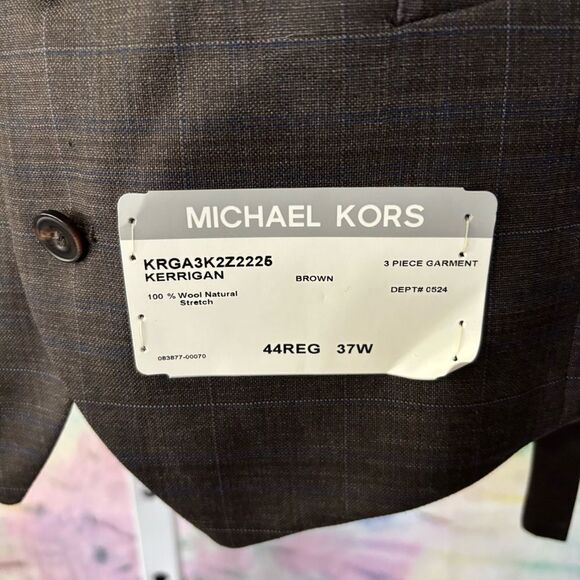 MICHAEL KORS
KRGA3K2Z2225
KERRIGAN
BROWN
3 PIECE GARMENT
100 % Wool Natural
Stretch
DEPT# 0524
44REG 37W
083877-00070